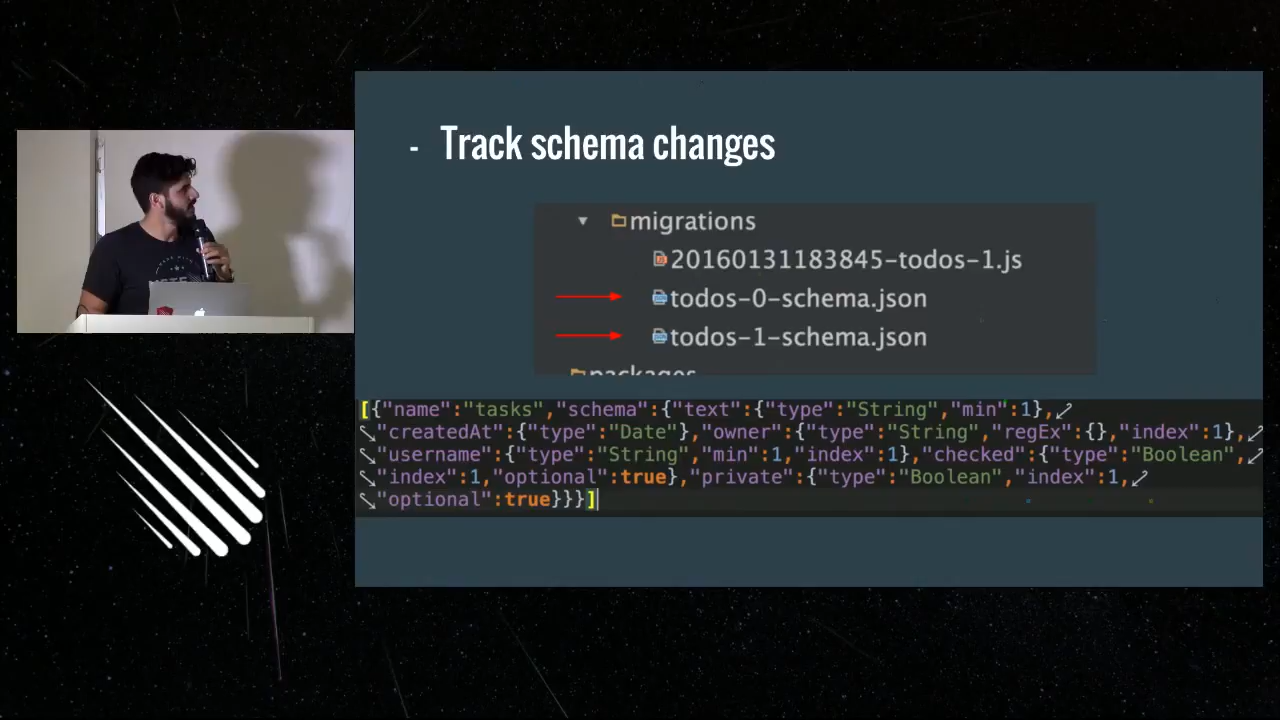 - Track schema changes
migrations
20160131183845-todos-1.js
todos-0-schema.json
todos-1-schema.json
packages
[{"name":"tasks","schema":{"text":{"type":"String","min":1},
"createdAt":{"type":"Date"},"owner":{"type":"String","regEx":{},"index":1},
"username":{"type":"String","min":1,"index":1},"checked":{"type":"Boolean",
"index":1,"optional":true},"private":{"type":"Boolean","index":1,
"optional":true}}}]